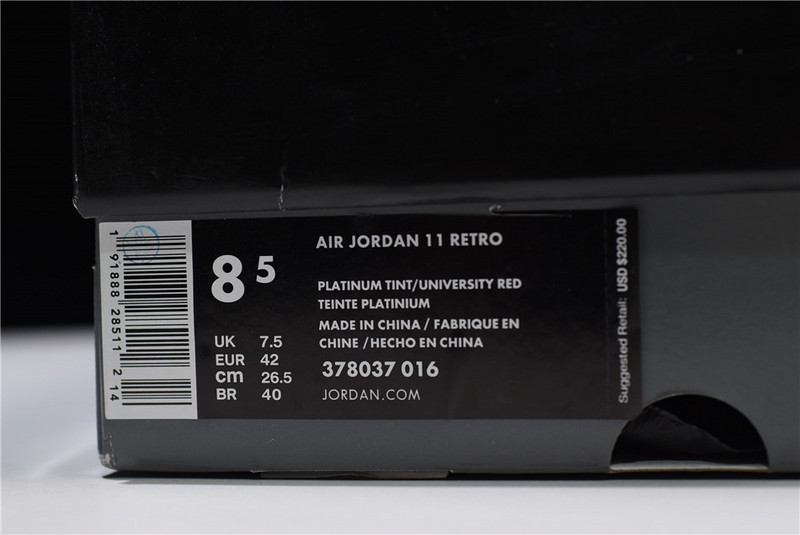 1 91888 28511 2 14
8 5
UK 7.5
EUR 42
cm 26.5
BR 40
AIR JORDAN 11 RETRO
PLATINUM TINT/UNIVERSITY RED
TEINTE PLATINIUM
MADE IN CHINA / FABRIQUE EN
CHINE /HECHO EN CHINA
378037 016
JORDAN.COM
Suggested Retail: USD $220.00